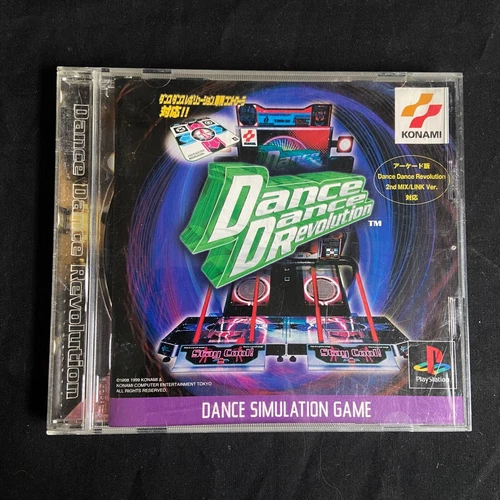 Dance Dance Revolution
ダンスダンスレボリューション専用コントローラ
対応!!
KONAMI
アーケード版
Dance Dance Revolution
2nd MIX/LINK Ver.
対応
Dance
Dance
Dance
Revolution
TM
Stay Cool!
Stay Cool!
©1998 1999 KONAMI &
KONAMI COMPUTER ENTERTAINMENT TOKYO
ALL RIGHTS RESERVED.
PlayStation
DANCE SIMULATION GAME